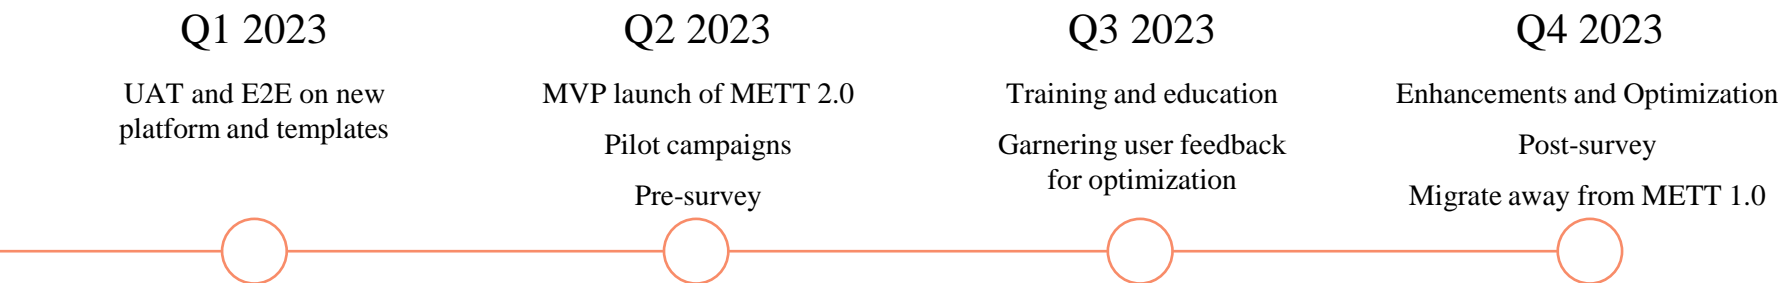 Q1 2023
UAT and E2E on new
platform and templates
Q2 2023
MVP launch of METT 2.0
Pilot campaigns
Pre-survey
Q3 2023
Training and education
Garnering user feedback
for optimization
Q4 2023
Enhancements and Optimization
Post-survey
Migrate away from METT 1.0